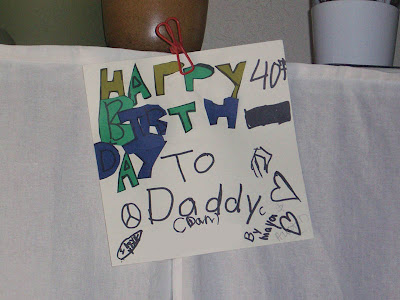 HAPPY 40th
BIRTH
DAY TO
Daddy
(Dan)
By maya